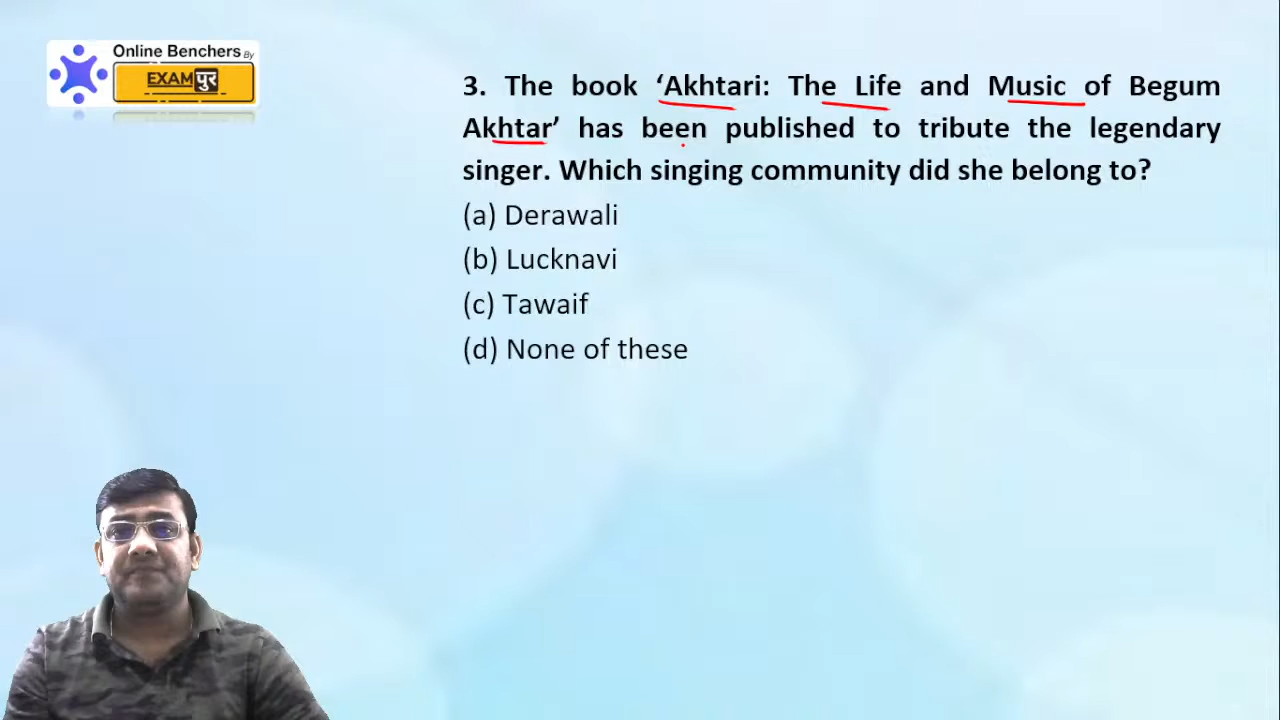 Online Benchers By
EXAMपुर
3. The book ‘Akhtari: The Life and Music of Begum
Akhtar’ has been published to tribute the legendary
singer. Which singing community did she belong to?
(a) Derawali
(b) Lucknavi
(c) Tawaif
(d) None of these